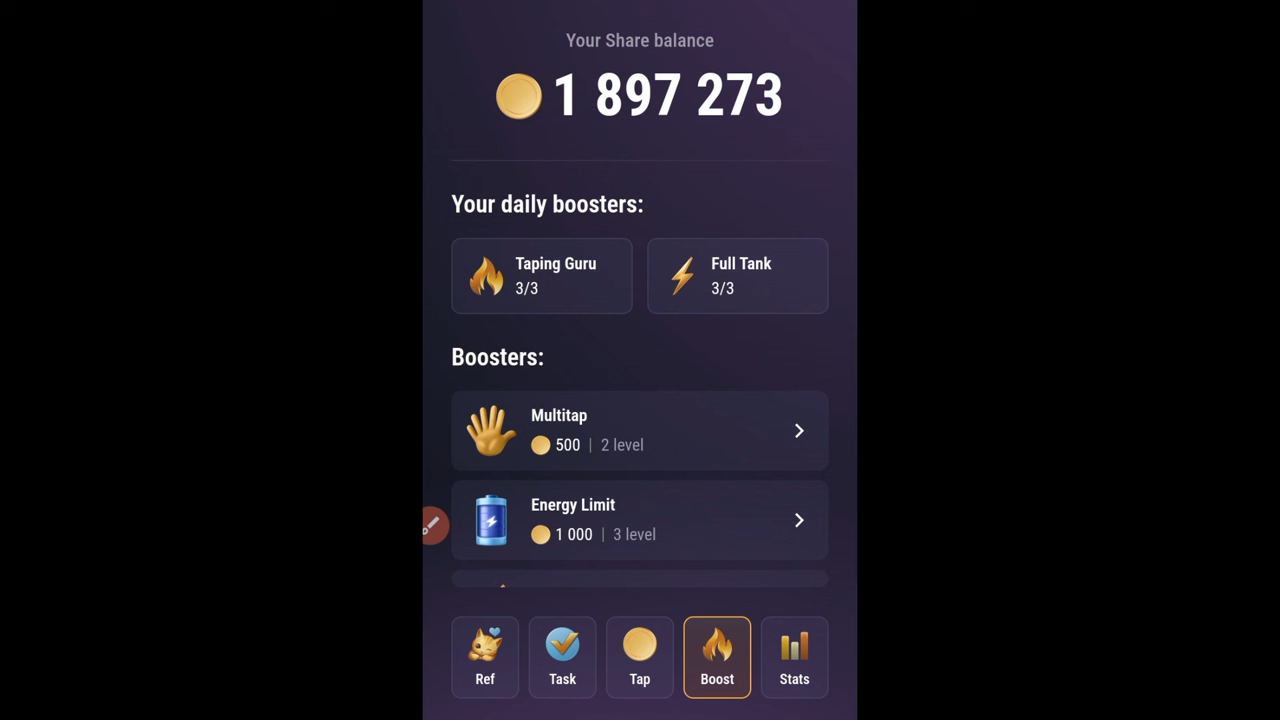 Your Share balance
1 897 273
Your daily boosters:
Taping Guru
3/3
Full Tank
3/3
Boosters:
Multitap
500 | 2 level
Energy Limit
1 000 | 3 level
Ref
Task
Tap
Boost
Stats